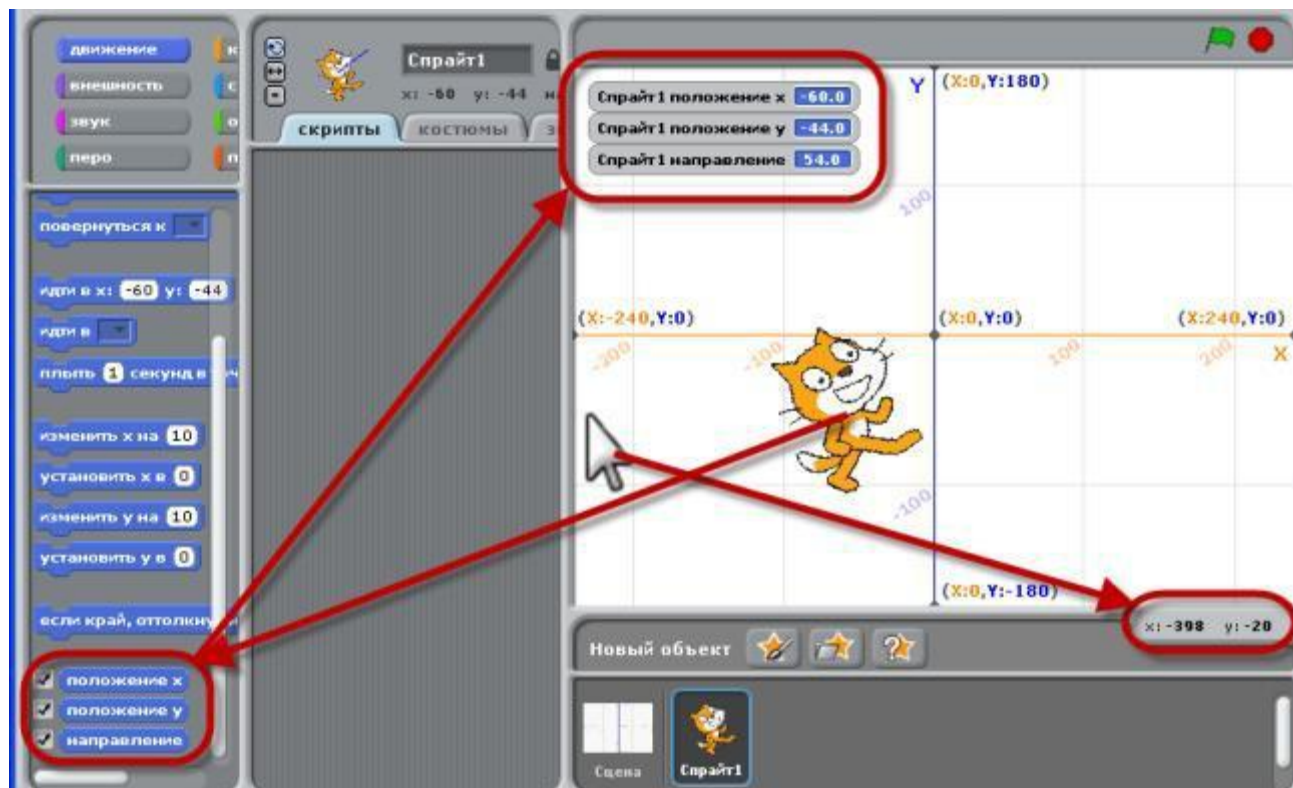 движение
внешность
звук
перо
к
с
о
п
повернуться к
идти в x: -60 y: -44
идти в
плыть 1 секунд в
изменить x на 10
установить x в 0
изменить y на 10
установить y в 0
если край,
положение x
положение y
направление
Спрайт1
x: -60 y: -44
скрипты
костюмы
Спрайт1 положение x -60.0
Спрайт1 положение y -44.0
Спрайт1 направление 54.0
Y
(X:0,Y:180)
100
(X:-240,Y:0)
(X:0,Y:0)
(X:240,Y:0)
-200
-100
100
200
X
-100
(X:0,Y:-180)
x: -398 y: -20
Новый объект
Сцена
Спрайт1